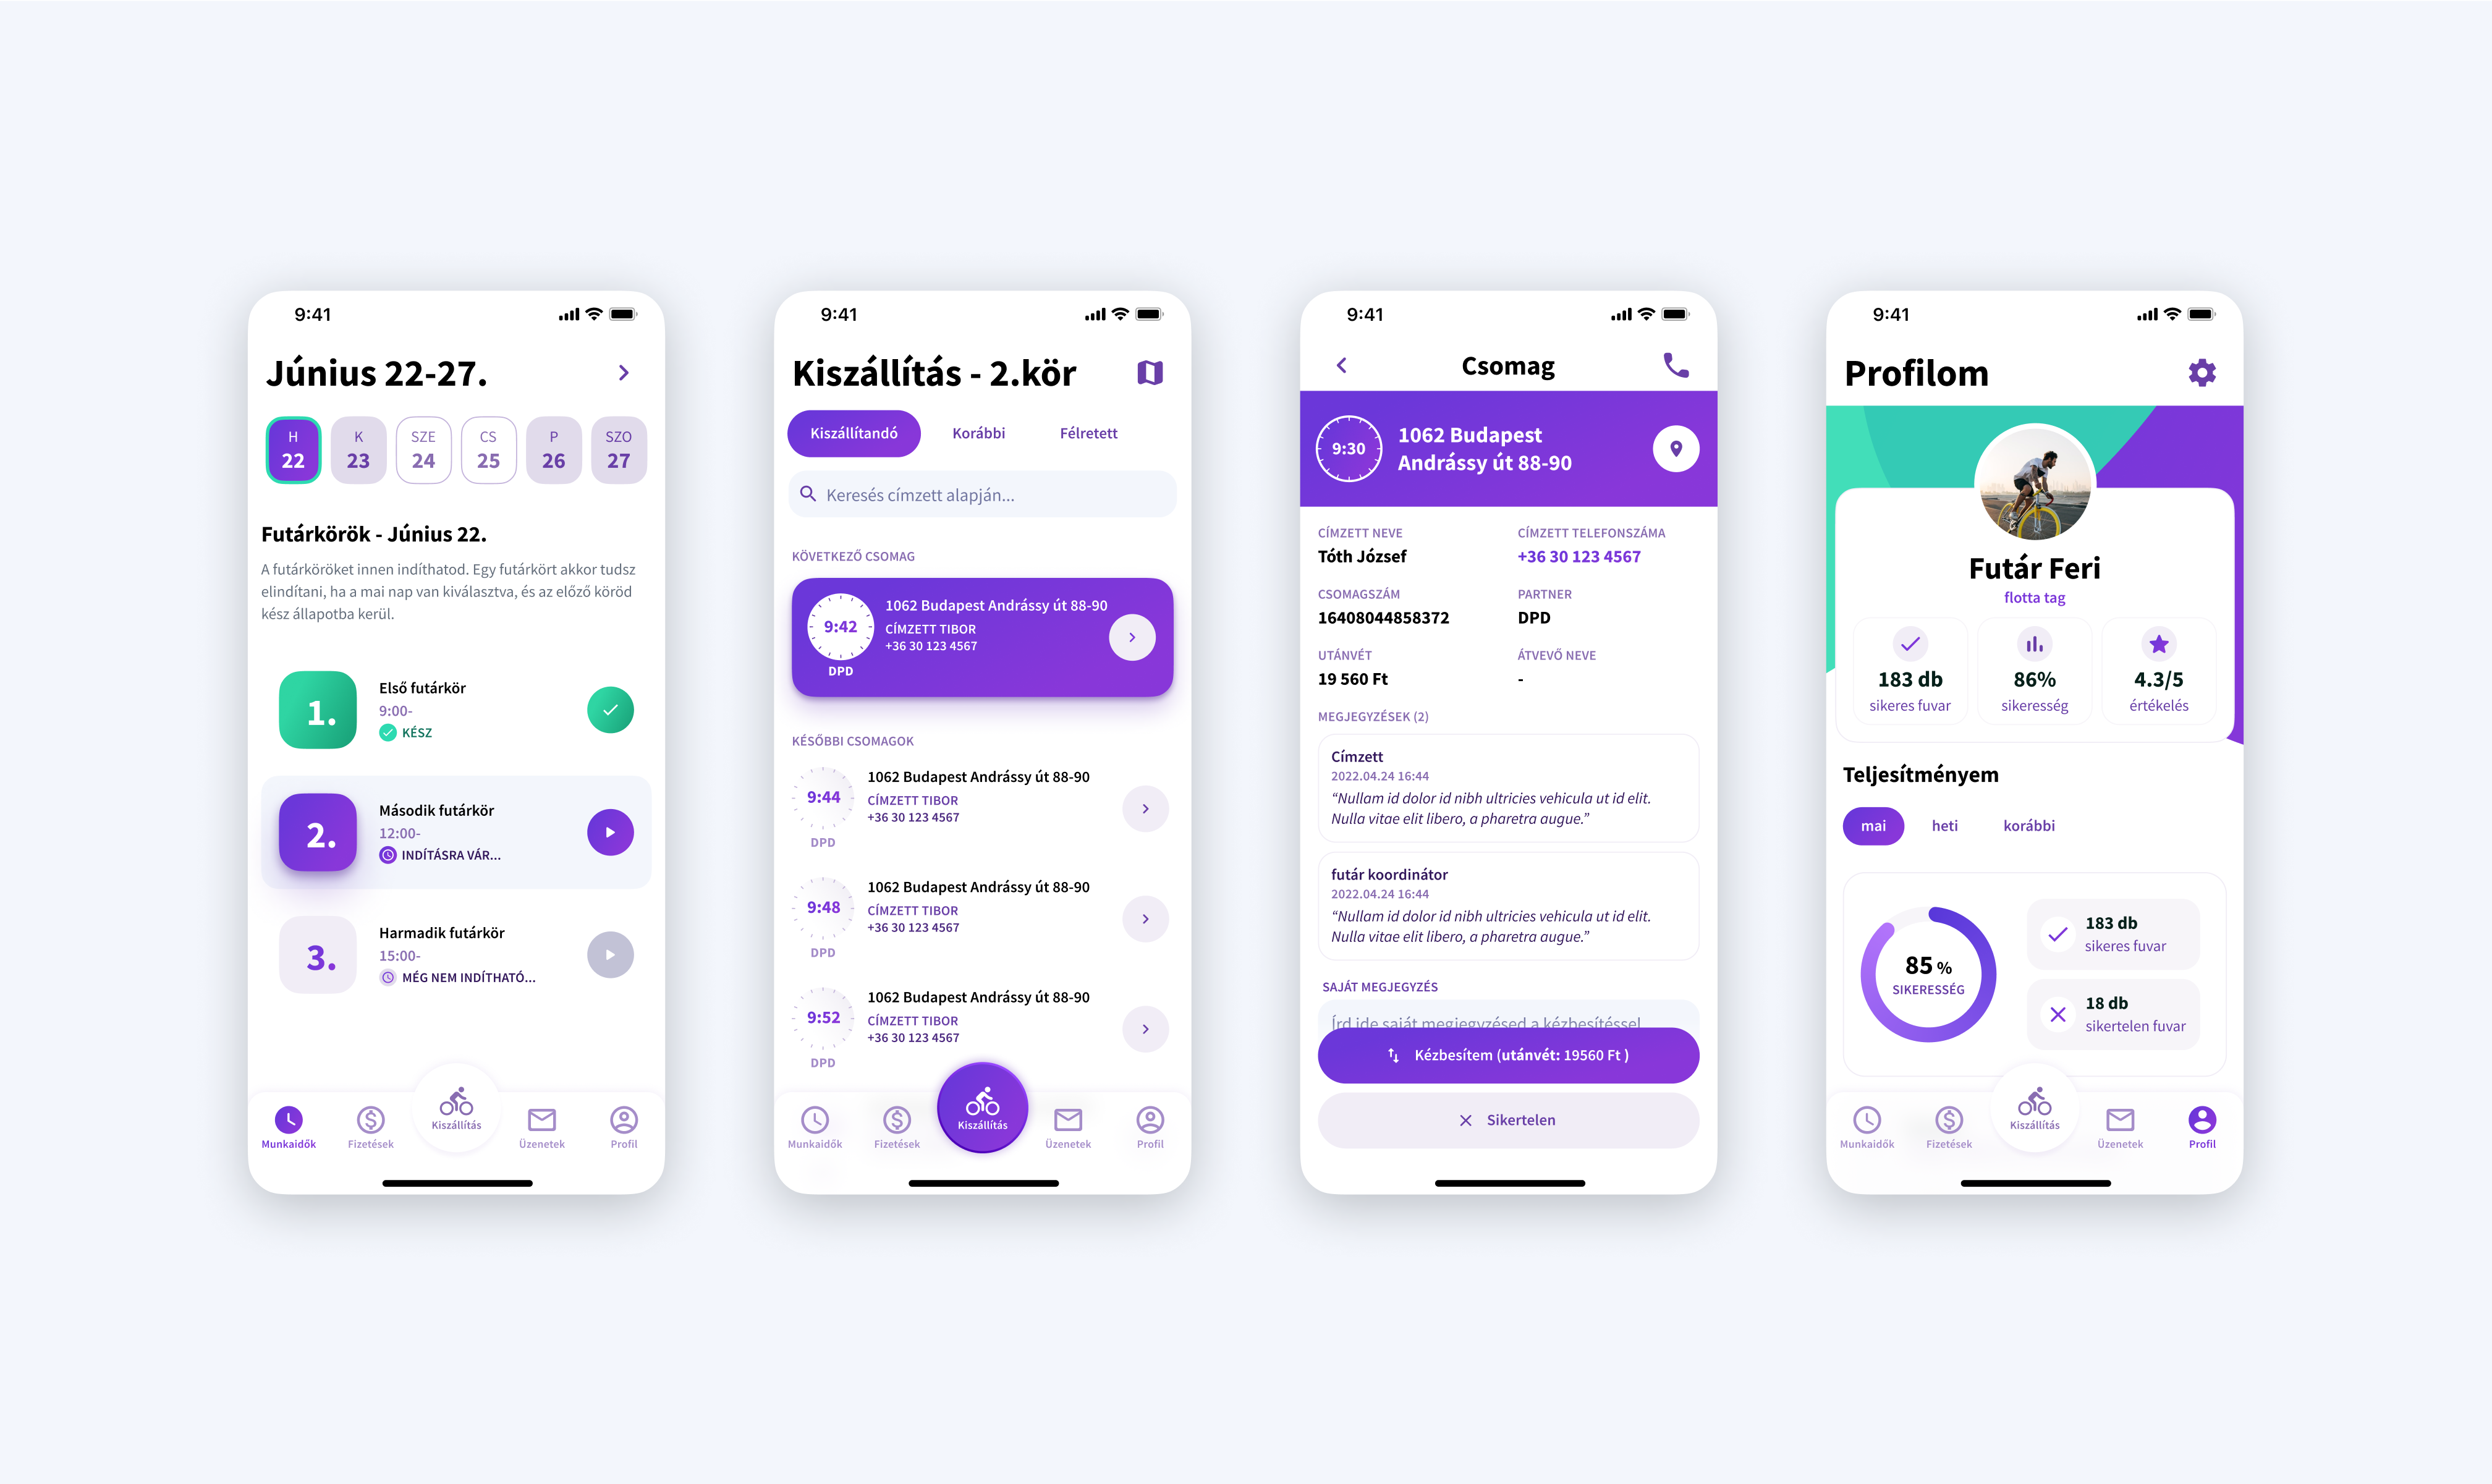 9:41
Június 22-27.
H
22
K
23
SZE
24
CS
25
P
26
SZO
27
Futárkörök - Június 22.
A futárköröket innen indíthatod. Egy futárkört akkor tudsz
elindítani, ha a mai nap van kiválasztva, és az előző köröd
kész állapotba kerül.
1.
Első futárkör
9:00-
KÉSZ
2.
Második futárkör
12:00-
INDÍTÁSRA VÁR...
3.
Harmadik futárkör
15:00-
MÉG NEM INDÍTHATÓ...
Munkaidők
Fizetések
Kiszállítás
Üzenetek
Profil
9:41
Kiszállítás - 2.kör
Kiszállítandó
Korábbi
Félretett
Keresés címzett alapján...
KÖVETKEZŐ CSOMAG
9:42
DPD
1062 Budapest Andrássy út 88-90
CÍMZETT TIBOR
+36 30 123 4567
KÉSŐBBI CSOMAGOK
9:44
DPD
1062 Budapest Andrássy út 88-90
CÍMZETT TIBOR
+36 30 123 4567
9:48
DPD
1062 Budapest Andrássy út 88-90
CÍMZETT TIBOR
+36 30 123 4567
9:52
DPD
1062 Budapest Andrássy út 88-90
CÍMZETT TIBOR
+36 30 123 4567
Munkaidők
Fizetések
Kiszállítás
Üzenetek
Profil
9:41
Csomag
9:30
1062 Budapest
Andrássy út 88-90
CÍMZETT NEVE
Tóth József
CÍMZETT TELEFONSZÁMA
+36 30 123 4567
CSOMAGSZÁM
16408044858372
PARTNER
DPD
UTÁNVÉT
19 560 Ft
ÁTVEVŐ NEVE
-
MEGJEGYZÉSEK (2)
Címzett
2022.04.24 16:44
“Nullam id dolor id nibh ultricies vehicula ut id elit.
Nulla vitae elit libero, a pharetra augue.”
futár koordinátor
2022.04.24 16:44
“Nullam id dolor id nibh ultricies vehicula ut id elit.
Nulla vitae elit libero, a pharetra augue.”
SAJÁT MEGJEGYZÉS
Írd ide saját megjegyzésed a kézbesítéssel
Kézbesítem (utánvét: 19560 Ft )
Sikertelen
9:41
Profilom
Futár Feri
flotta tag
183 db
sikeres fuvar
86%
sikeresség
4.3/5
értékelés
Teljesítményem
mai
heti
korábbi
85 %
SIKERESSÉG
183 db
sikeres fuvar
18 db
sikertelen fuvar
Munkaidők
Fizetések
Kiszállítás
Üzenetek
Profil